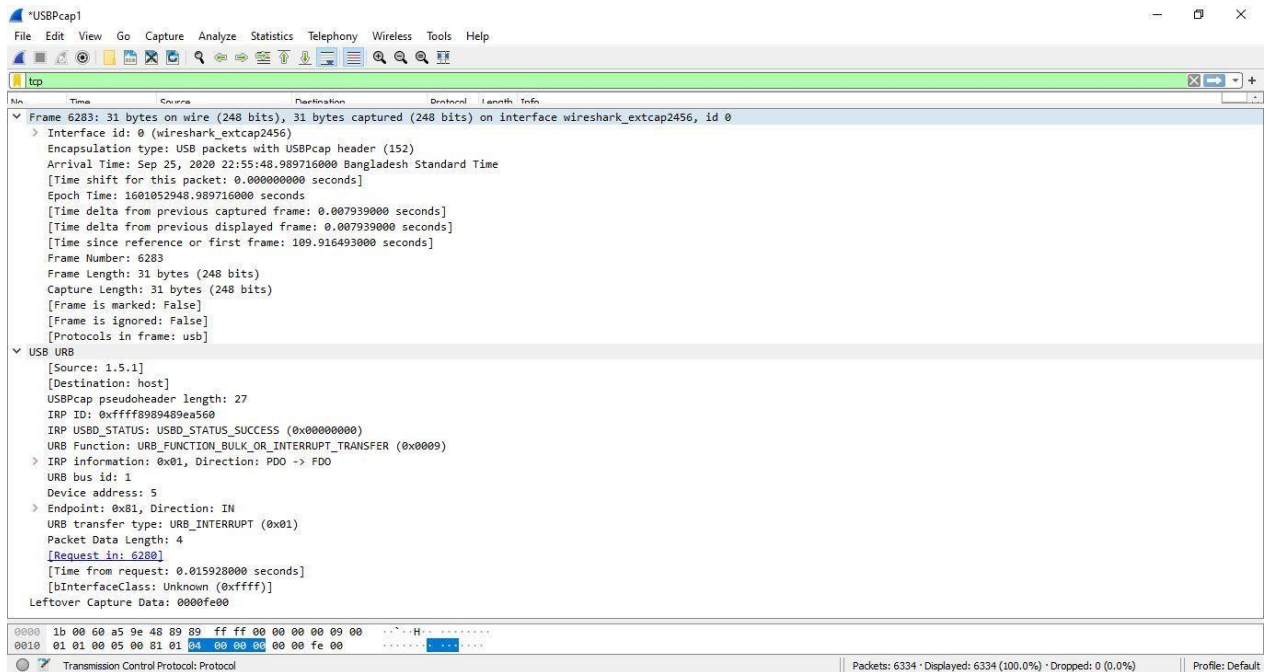 *USBPcap1
File Edit View Go Capture Analyze Statistics Telephony Wireless Tools Help
tcp
No. Time Source Destination Protocol Length Info
Frame 6283: 31 bytes on wire (248 bits), 31 bytes captured (248 bits) on interface wireshark_extcap2456, id 0
Interface id: 0 (wireshark_extcap2456)
Encapsulation type: USB packets with USBPcap header (152)
Arrival Time: Sep 25, 2020 22:55:48.989716000 Bangladesh Standard Time
[Time shift for this packet: 0.000000000 seconds]
Epoch Time: 1601052948.989716000 seconds
[Time delta from previous captured frame: 0.007939000 seconds]
[Time delta from previous displayed frame: 0.007939000 seconds]
[Time since reference or first frame: 109.916493000 seconds]
Frame Number: 6283
Frame Length: 31 bytes (248 bits)
Capture Length: 31 bytes (248 bits)
[Frame is marked: False]
[Frame is ignored: False]
[Protocols in frame: usb]
USB URB
[Source: 1.5.1]
[Destination: host]
USBPcap pseudoheader length: 27
IRP ID: 0xffff8989489ea560
IRP USBD_STATUS: USBD_STATUS_SUCCESS (0x00000000)
URB Function: URB_FUNCTION_BULK_OR_INTERRUPT_TRANSFER (0x0009)
IRP information: 0x01, Direction: PDO -> FDO
URB bus id: 1
Device address: 5
Endpoint: 0x81, Direction: IN
URB transfer type: URB_INTERRUPT (0x01)
Packet Data Length: 4
[Request in: 6280]
[Time from request: 0.015928000 seconds]
[bInterfaceClass: Unknown (0xffff)]
Leftover Capture Data: 0000fe00
0000 1b 00 60 a5 9e 48 89 89 ff ff 00 00 00 00 09 00 ··`··H·· ········
0010 01 01 00 05 00 81 01 04 00 00 00 00 00 fe 00 ········ ·······
Transmission Control Protocol: Protocol Packets: 6334 · Displayed: 6334 (100.0%) · Dropped: 0 (0.0%) Profile: Default